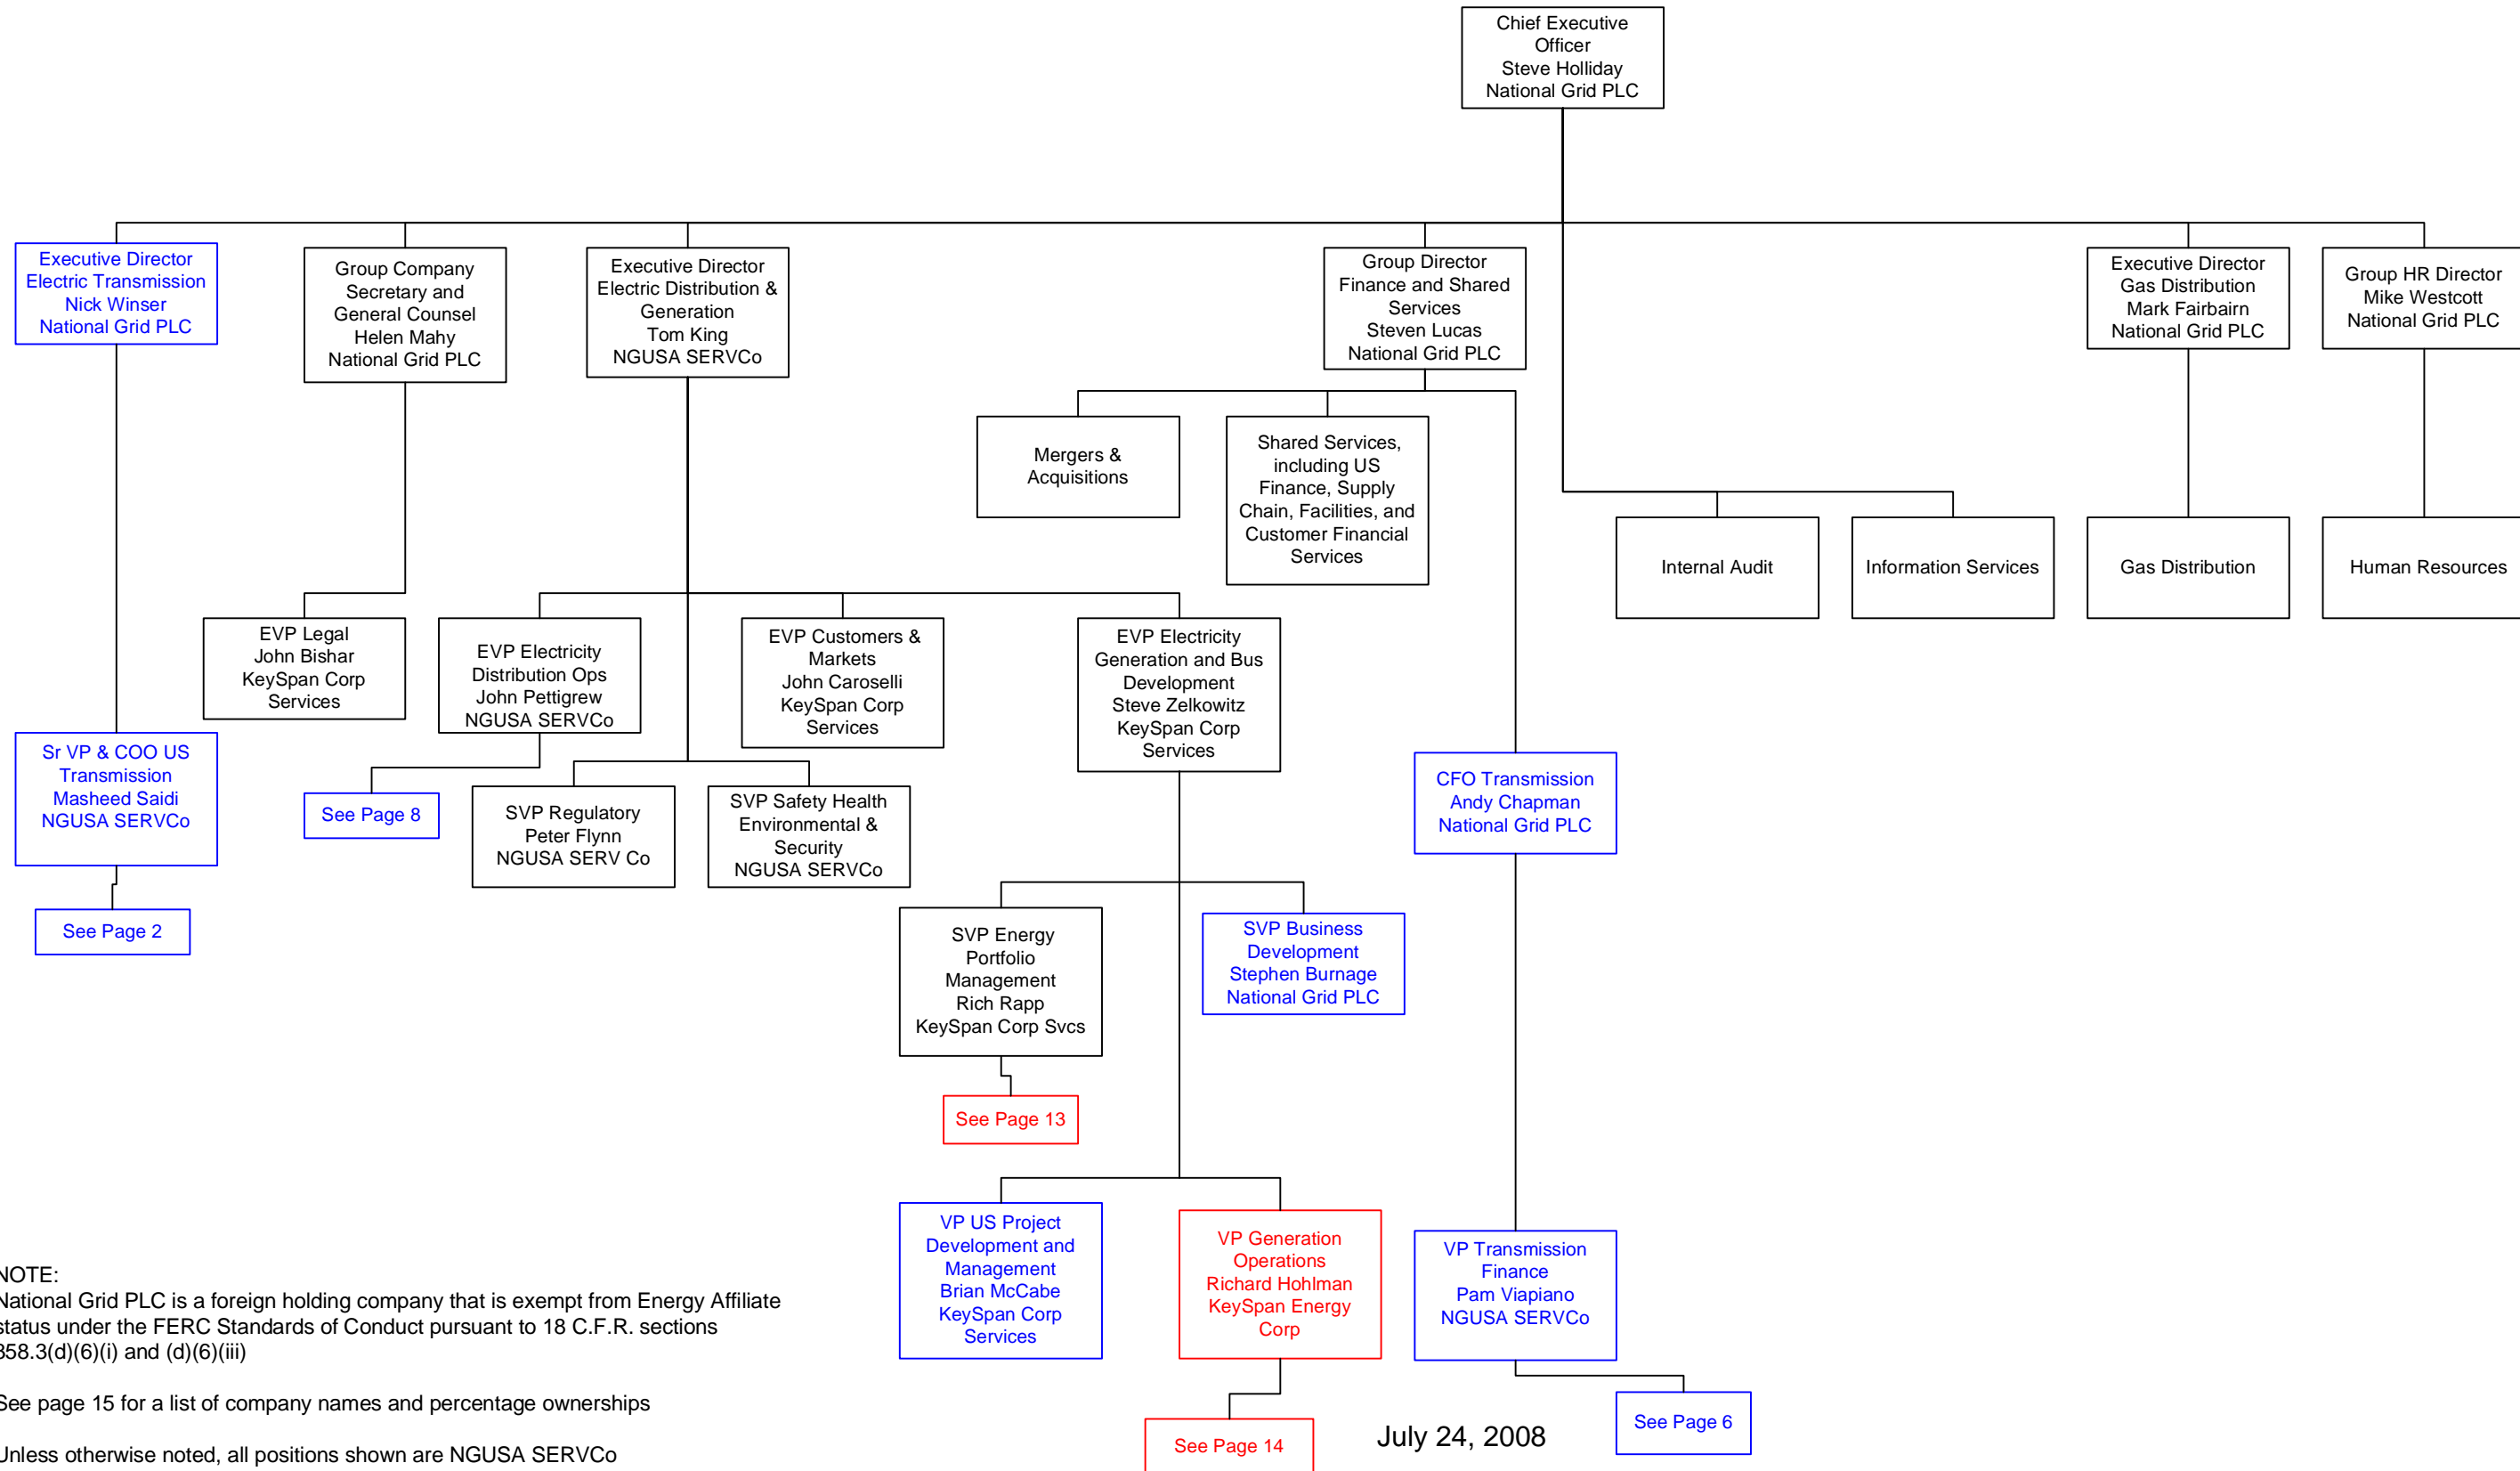 Chief Executive
Officer
Steve Holliday
National Grid PLC
Executive Director
Electric Transmission
Nick Winser
National Grid PLC
Group Company
Secretary and
General Counsel
Helen Mahy
National Grid PLC
Executive Director
Electric Distribution &
Generation
Tom King
NGUSA SERVCo
Group Director
Finance and Shared
Services
Steven Lucas
National Grid PLC
Executive Director
Gas Distribution
Mark Fairbairn
National Grid PLC
Group HR Director
Mike Westcott
National Grid PLC
Mergers &
Acquisitions
Shared Services,
including US
Finance, Supply
Chain, Facilities, and
Customer Financial
Services
Internal Audit
Information Services
Gas Distribution
Human Resources
EVP Legal
John Bishar
KeySpan Corp
Services
EVP Electricity
Distribution Ops
John Pettigrew
NGUSA SERVCo
EVP Customers &
Markets
John Caroselli
KeySpan Corp
Services
EVP Electricity
Generation and Bus
Development
Steve Zelkowitz
KeySpan Corp
Services
Sr VP & COO US
Transmission
Masheed Saidi
NGUSA SERVCo
See Page 8
SVP Regulatory
Peter Flynn
NGUSA SERV Co
SVP Safety Health
Environmental &
Security
NGUSA SERVCo
CFO Transmission
Andy Chapman
National Grid PLC
See Page 2
SVP Energy
Portfolio
Management
Rich Rapp
KeySpan Corp Svcs
SVP Business
Development
Stephen Burnage
National Grid PLC
See Page 13
VP US Project
Development and
Management
Brian McCabe
KeySpan Corp
Services
VP Generation
Operations
Richard Hohlman
KeySpan Energy
Corp
VP Transmission
Finance
Pam Viapiano
NGUSA SERVCo
NOTE:
National Grid PLC is a foreign holding company that is exempt from Energy Affiliate
status under the FERC Standards of Conduct pursuant to 18 C.F.R. sections
358.3(d)(6)(i) and (d)(6)(iii)
See page 15 for a list of company names and percentage ownerships
Unless otherwise noted, all positions shown are NGUSA SERVCo
See Page 14
July 24, 2008
See Page 6